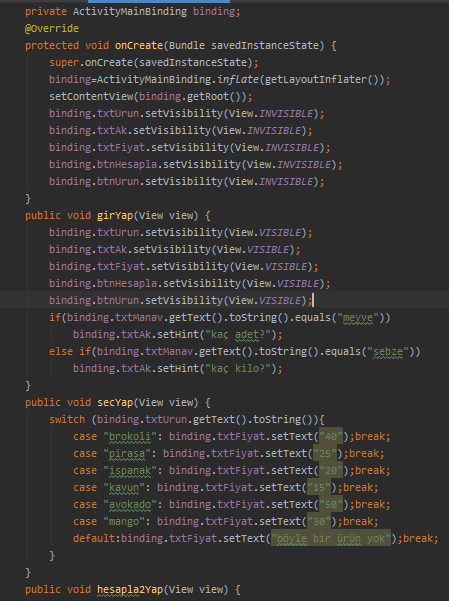 private ActivityMainBinding binding;
@Override
protected void onCreate(Bundle savedInstanceState) {
super.onCreate(savedInstanceState);
binding=ActivityMainBinding.inflate(getLayoutInflater());
setContentView(binding.getRoot());
binding.txtUrun.setVisibility(View.INVISIBLE);
binding.txtAk.setVisibility(View.INVISIBLE);
binding.txtFiyat.setVisibility(View.INVISIBLE);
binding.btnHesapla.setVisibility(View.INVISIBLE);
binding.btnUrun.setVisibility(View.INVISIBLE);
}
public void girYap(View view) {
binding.txtUrun.setVisibility(View.VISIBLE);
binding.txtAk.setVisibility(View.VISIBLE);
binding.txtFiyat.setVisibility(View.VISIBLE);
binding.btnHesapla.setVisibility(View.VISIBLE);
binding.btnUrun.setVisibility(View.VISIBLE);
if(binding.txtManav.getText().toString().equals("meyve"))
binding.txtAk.setHint("kaç adet?");
else if(binding.txtManav.getText().toString().equals("sebze"))
binding.txtAk.setHint("kaç kilo?");
}
public void secYap(View view) {
switch (binding.txtUrun.getText().toString()){
case "brokoli": binding.txtFiyat.setText("40");break;
case "pirasa": binding.txtFiyat.setText("25");break;
case "ispanak": binding.txtFiyat.setText("20");break;
case "kavun": binding.txtFiyat.setText("15");break;
case "avokado": binding.txtFiyat.setText("50");break;
case "mango": binding.txtFiyat.setText("30");break;
default:binding.txtFiyat.setText("böyle bir ürün yok");break;
}
}
public void hesapla2Yap(View view) {